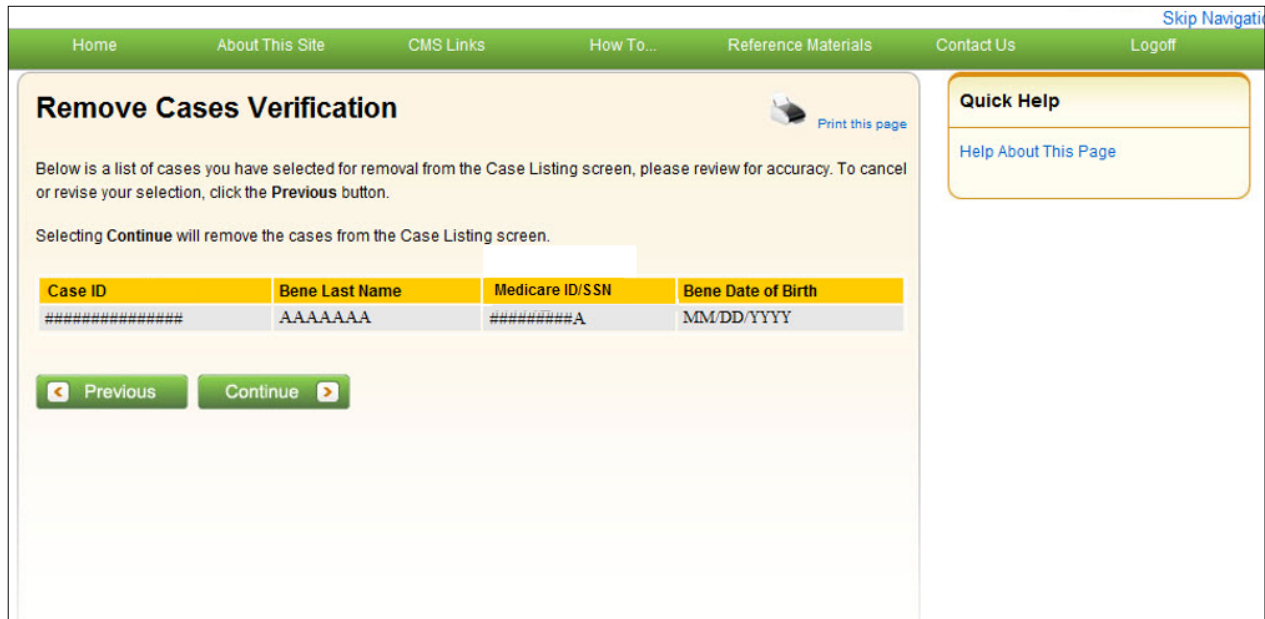 Skip Navigatio
Home About This Site CMS Links How To... Reference Materials Contact Us Logoff
Remove Cases Verification
Print this page
Below is a list of cases you have selected for removal from the Case Listing screen, please review for accuracy. To cancel
or revise your selection, click the Previous button.
Selecting Continue will remove the cases from the Case Listing screen.
Case ID Bene Last Name Medicare ID/SSN Bene Date of Birth
############### AAAAAAA #########A MM/DD/YYYY
Previous Continue
Quick Help
Help About This Page